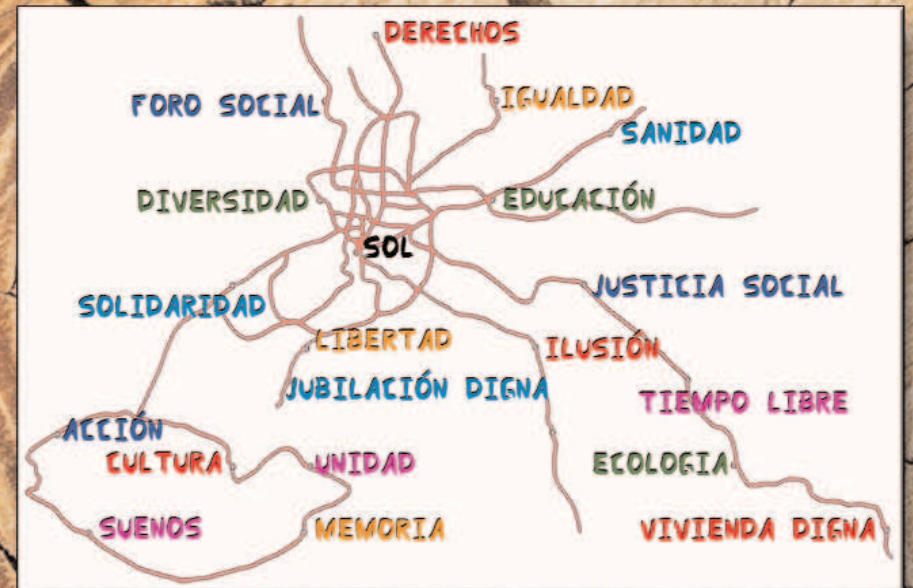 DERECHOS
FORO SOCIAL
IGUALDAD
SANIDAD
DIVERSIDAD
EDUCACIÓN
SOL
JUSTICIA SOCIAL
SOLIDARIDAD
LIBERTAD
ILUSIÓN
JUBILACIÓN DIGNA
TIEMPO LIBRE
ACCIÓN
CULTURA
UNIDAD
ECOLOGIA
SUENOS
MEMORIA
VIVIENDA DIGNA